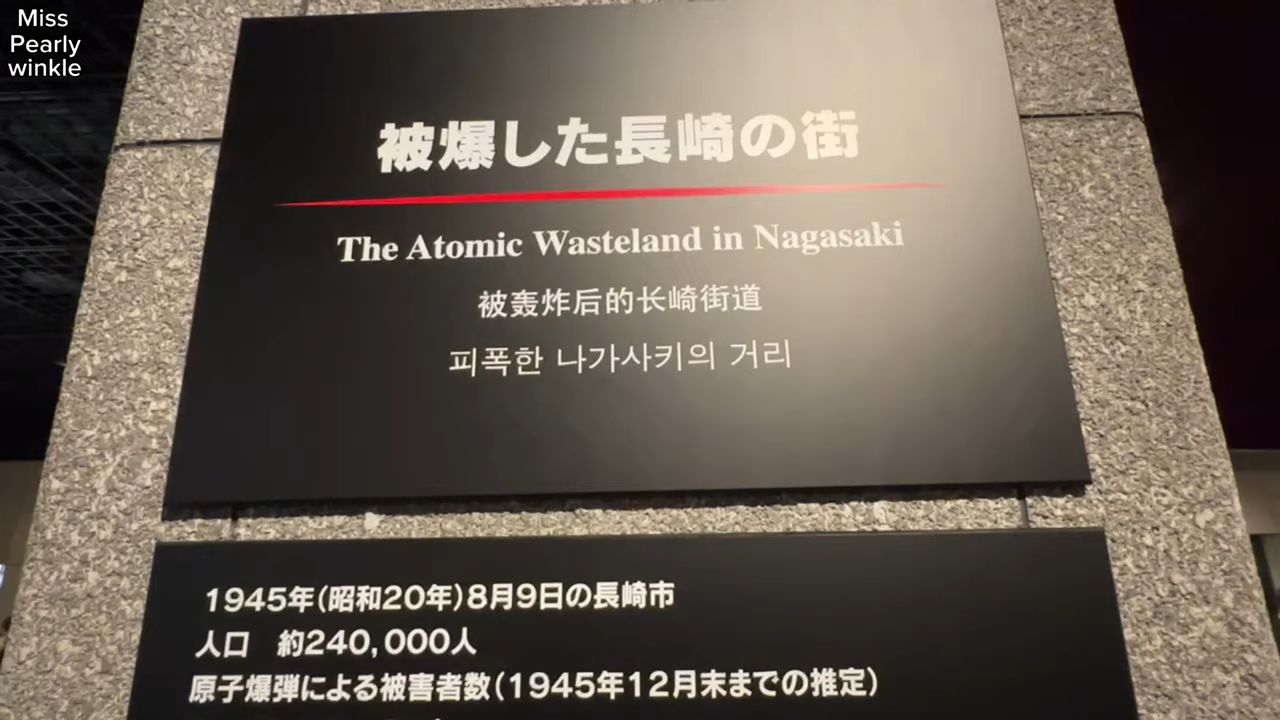 Miss
Pearly
winkle
被爆した長崎の街
The Atomic Wasteland in Nagasaki
被轰炸后的长崎街道
피폭한 나가사키의 거리
1945年(昭和20年)8月9日の長崎市
人口 約240,000人
原子爆弾による被害者数(1945年12月末までの推定)